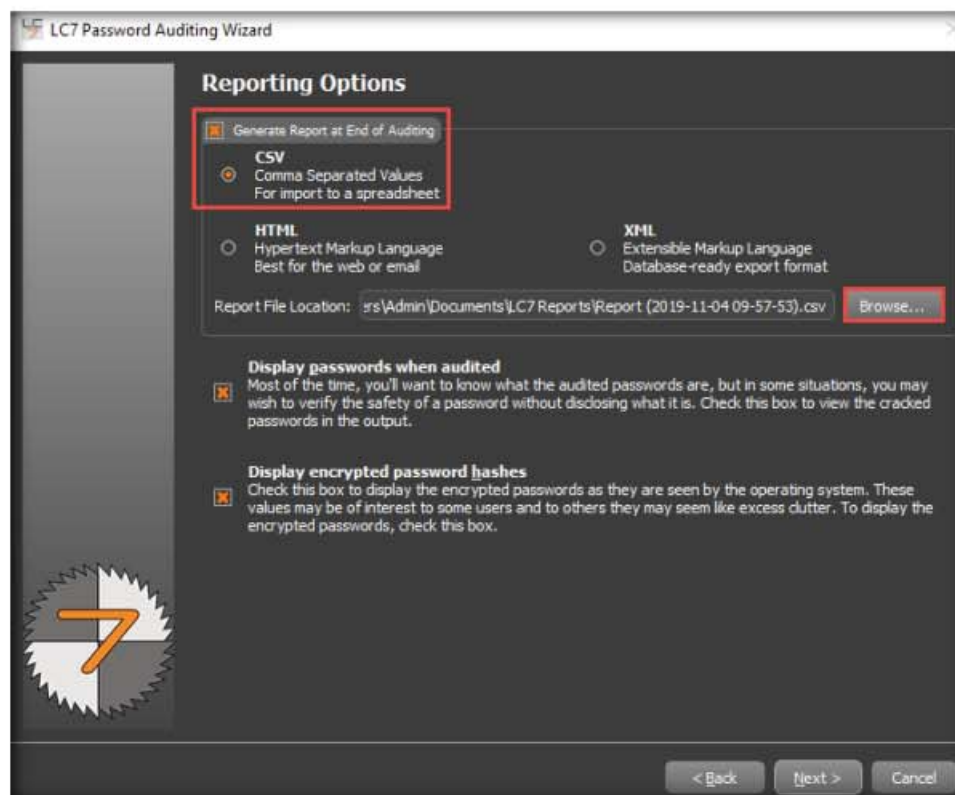 LC7 Password Auditing Wizard
Reporting Options
Generate Report at End of Auditing
CSV
Comma Separated Values
For import to a spreadsheet
HTML
Hypertext Markup Language
Best for the web or email
XML
Extensible Markup Language
Database-ready export format
Report File Location: ers\Admin\Documents\LC7 Reports\Report (2019-11-04 09-57-53).csv Browse...
Display passwords when audited
Most of the time, you'll want to know what the audited passwords are, but in some situations, you may
wish to verify the safety of a password without disclosing what it is. Check this box to view the cracked
passwords in the output.
Display encrypted password hashes
Check this box to display the encrypted passwords as they are seen by the operating system. These
values may be of interest to some users and to others they may seem like excess clutter. To display the
encrypted passwords, check this box.
7
< Back Next > Cancel